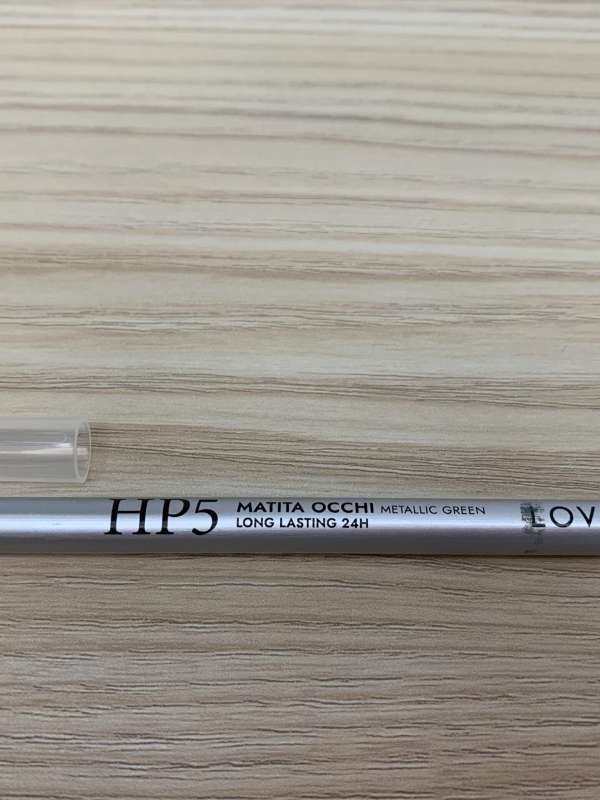 HP5
MATITA OCCHI METALLIC GREEN
LONG LASTING 24H
LOV